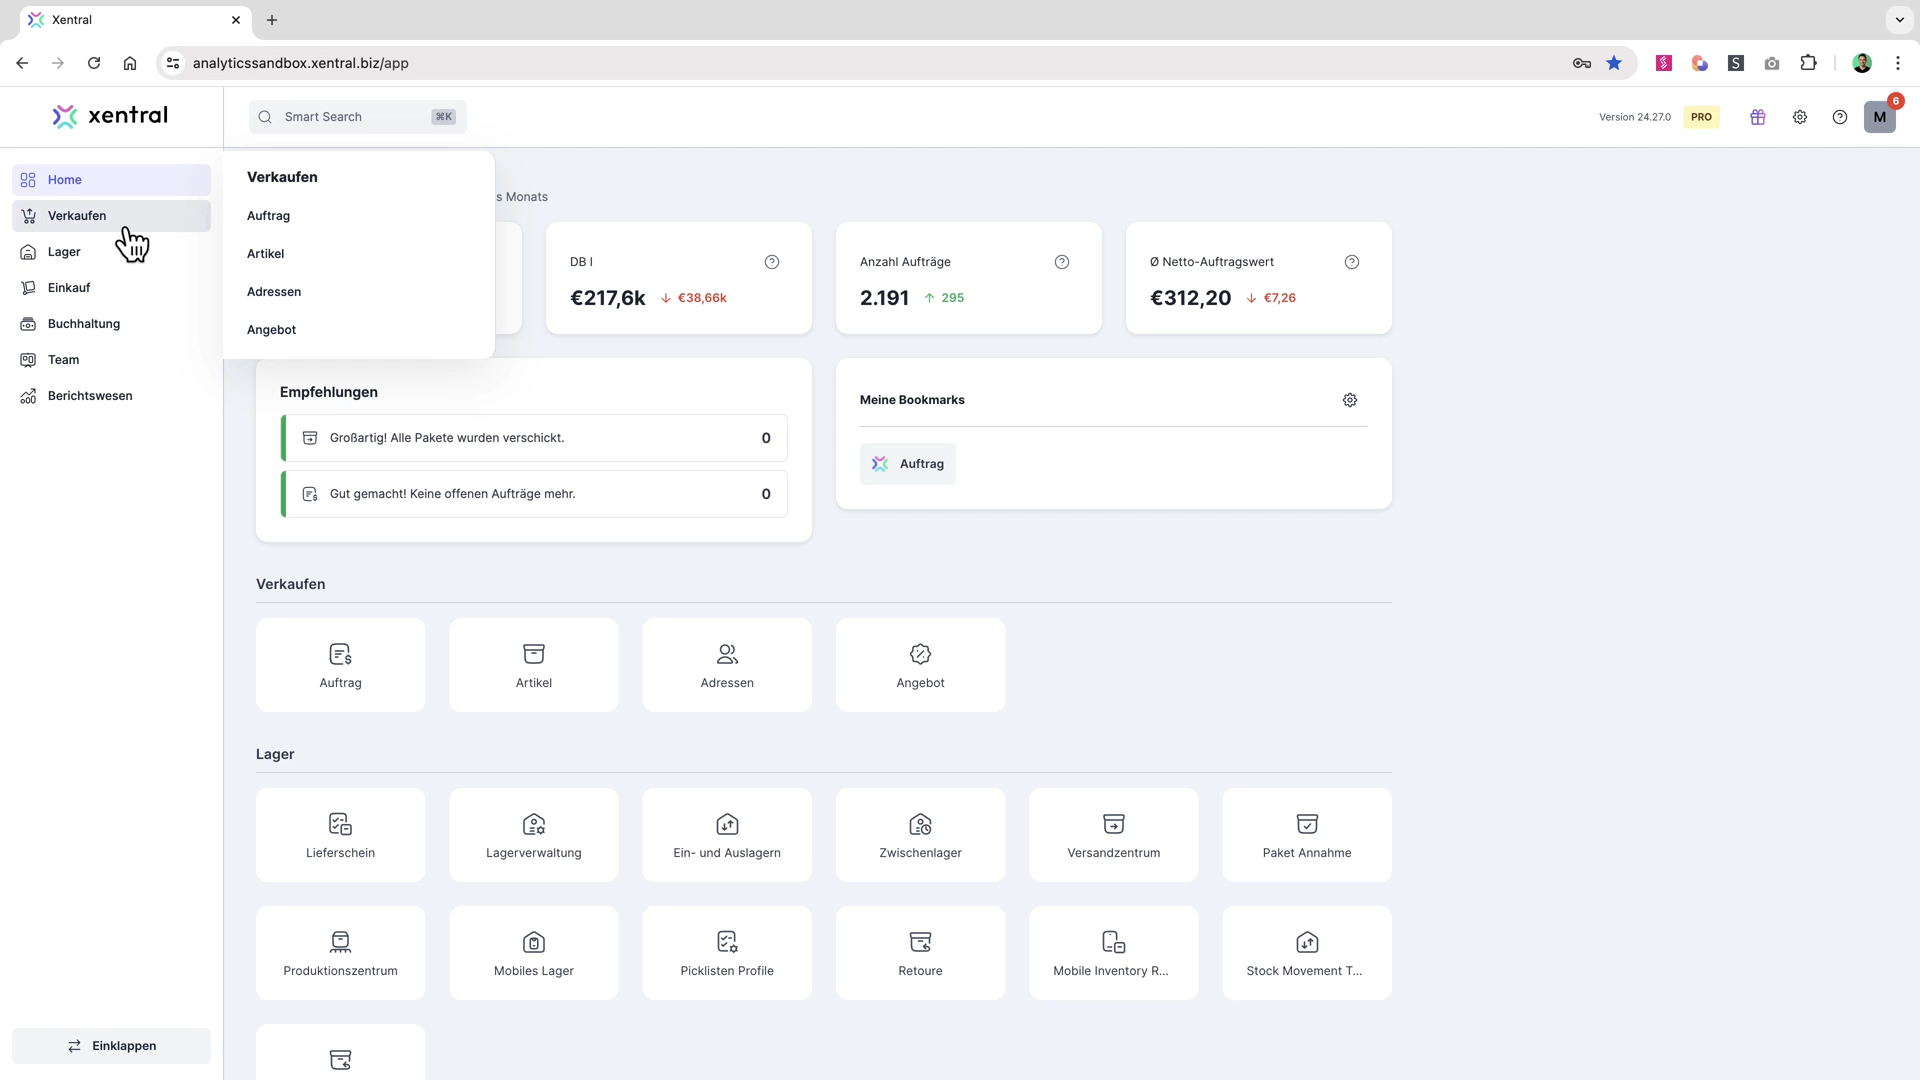 Xentral
analyticssandbox.xentral.biz/app
xentral
Smart Search
⌘K
Version 24.27.0
PRO
M
6
Home
Verkaufen
Lager
Einkauf
Buchhaltung
Team
Berichtswesen
Einklappen
Verkaufen
Auftrag
Artikel
Adressen
Angebot
s Monats
DB I
€217,6k
€38,66k
Anzahl Aufträge
2.191
295
Ø Netto-Auftragswert
€312,20
€7,26
Empfehlungen
Großartig! Alle Pakete wurden verschickt.
0
Gut gemacht! Keine offenen Aufträge mehr.
0
Meine Bookmarks
Auftrag
Verkaufen
Auftrag
Artikel
Adressen
Angebot
Lager
Lieferschein
Lagerverwaltung
Ein- und Auslagern
Zwischenlager
Versandzentrum
Paket Annahme
Produktionszentrum
Mobiles Lager
Picklisten Profile
Retoure
Mobile Inventory R...
Stock Movement T...